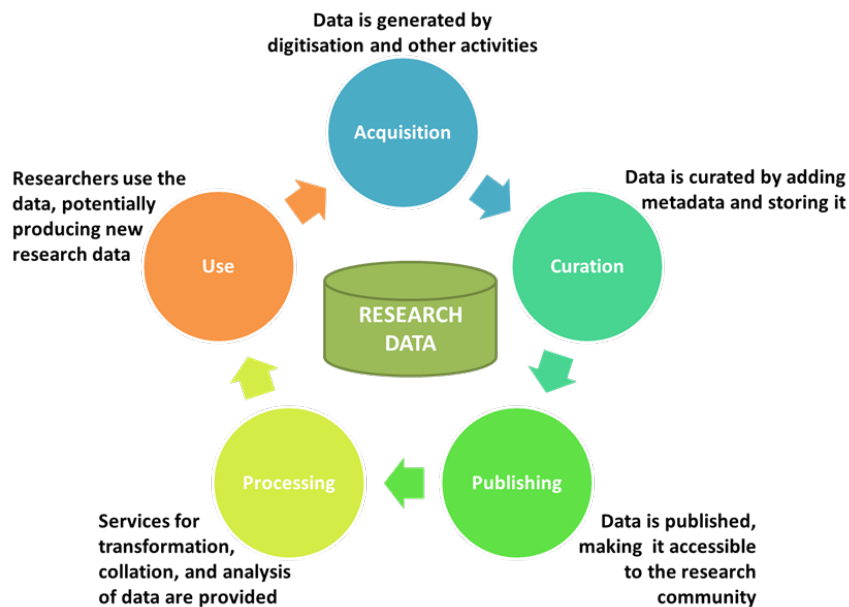 Data is generated by
digitisation and other activities
Acquisition
Data is curated by adding
metadata and storing it
Curation
Data is published,
making it accessible
to the research
community
Publishing
Services for
transformation,
collation, and analysis
of data are provided
Processing
Researchers use the
data, potentially
producing new
research data
Use
RESEARCH
DATA